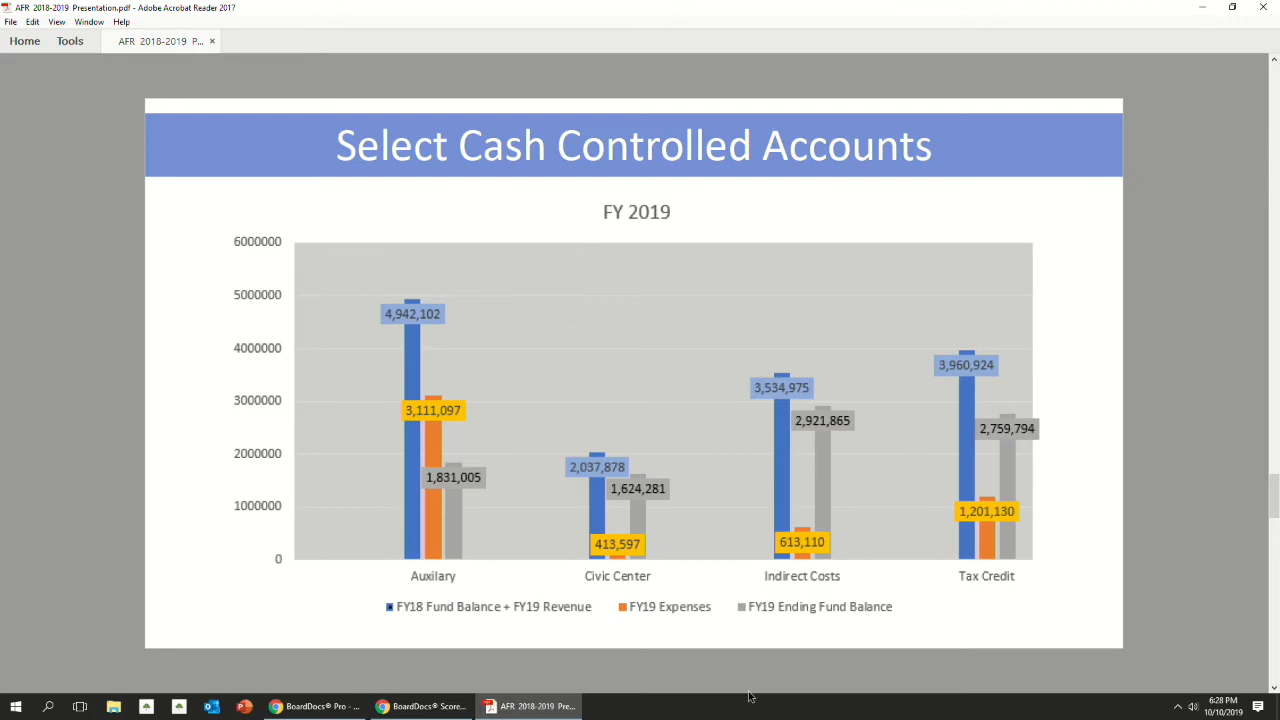 AFR 2018-2019 Presentation.pdf - Adobe Acrobat Reader 2017
File Edit View Window Help
Home Tools AFR 2018-2019 P... ×
Select Cash Controlled Accounts
FY 2019
6000000
5000000
4000000
3000000
2000000
1000000
0
4,942,102
3,111,097
1,831,005
2,037,878
413,597
1,624,281
3,534,975
613,110
2,921,865
3,960,924
1,201,130
2,759,794
Auxilary Civic Center Indirect Costs Tax Credit
FY18 Fund Balance + FY19 Revenue FY19 Expenses FY19 Ending Fund Balance
BoardDocs® Pro - ... BoardDocs® Score... AFR 2018-2019 Pre...
6:28 PM
10/10/2019